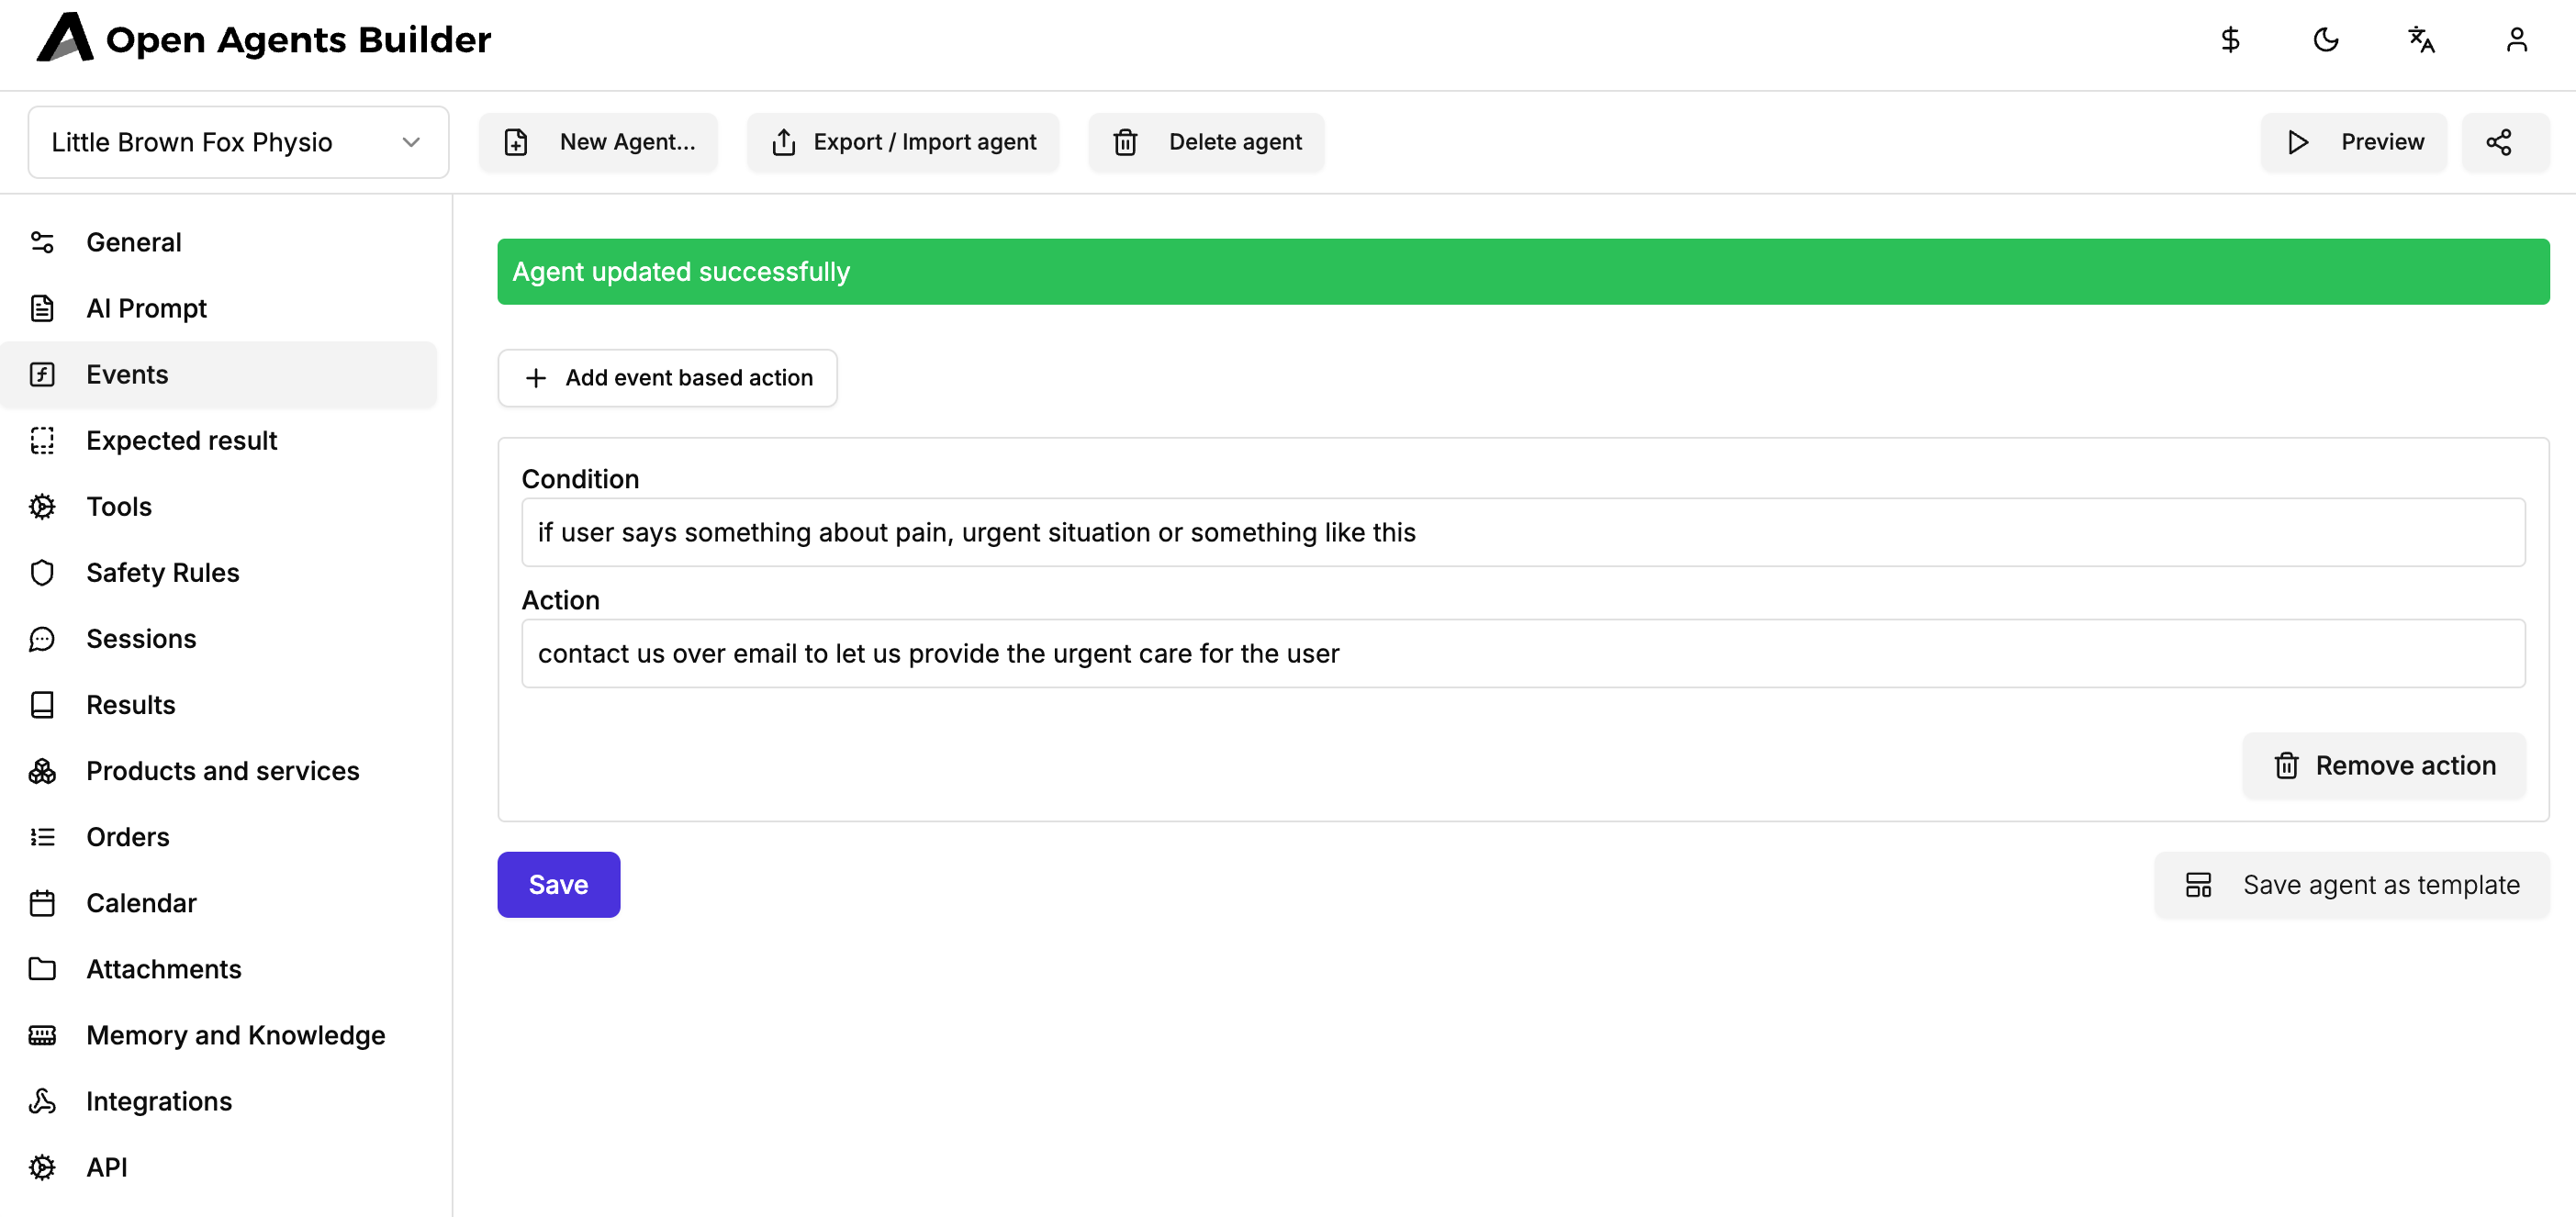 Open Agents Builder
Little Brown Fox Physio
New Agent...
Export / Import agent
Delete agent
Preview
General
AI Prompt
Events
Expected result
Tools
Safety Rules
Sessions
Results
Products and services
Orders
Calendar
Attachments
Memory and Knowledge
Integrations
API
Agent updated successfully
Add event based action
Condition
if user says something about pain, urgent situation or something like this
Action
contact us over email to let us provide the urgent care for the user
Remove action
Save
Save agent as template